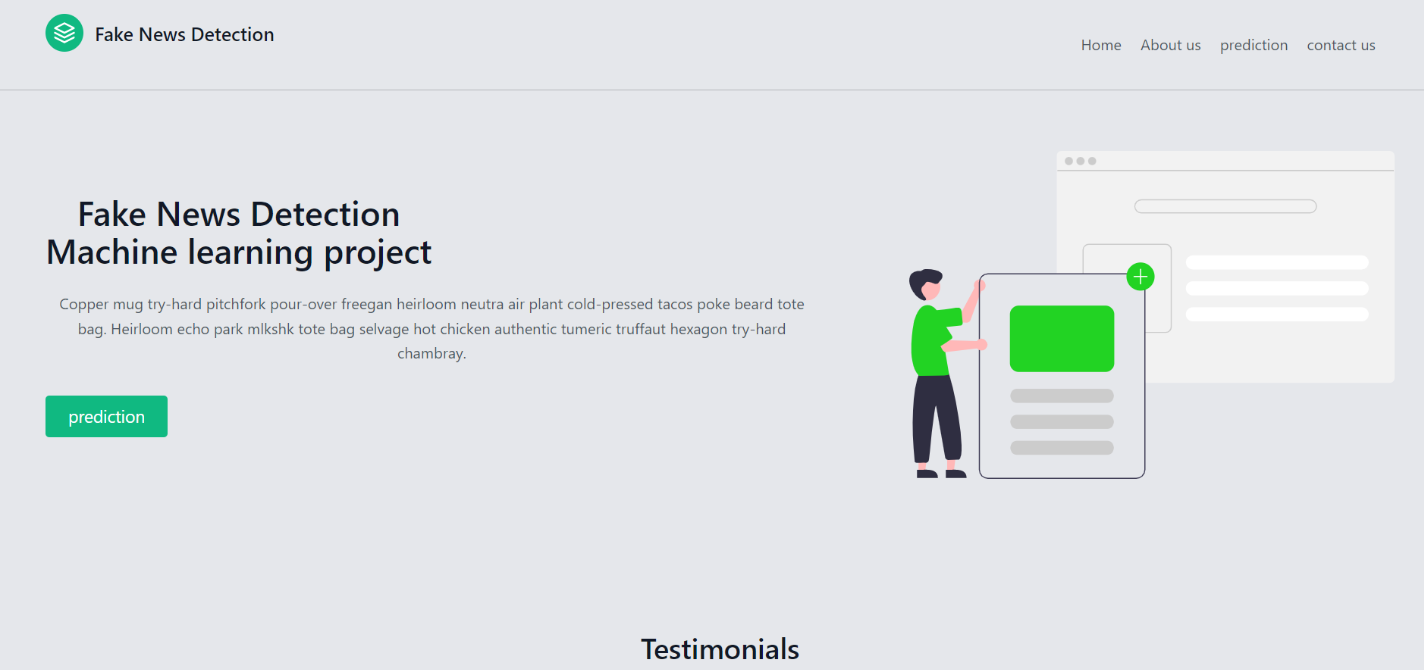 Fake News Detection
Home About us prediction contact us
Fake News Detection
Machine learning project
Copper mug try-hard pitchfork pour-over freegan heirloom neutra air plant cold-pressed tacos poke beard tote
bag. Heirloom echo park mlkshk tote bag selvage hot chicken authentic tumeric truffaut hexagon try-hard
chambray.
prediction
Testimonials